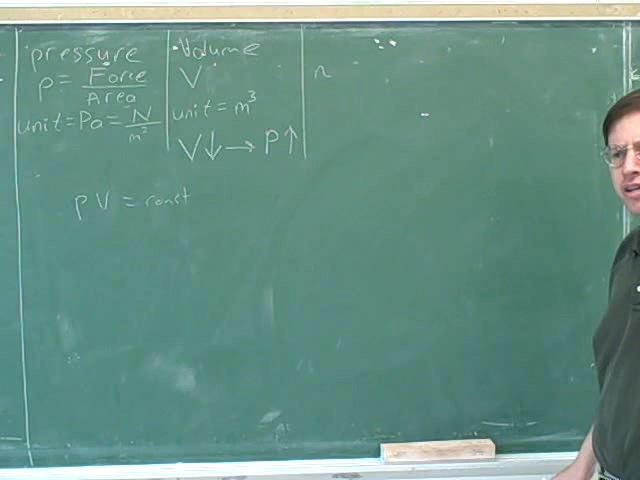 pressure
p = Force / Area
unit = Pa = N / m²
Volume
V
unit = m³
V↓ → P↑
n
pV = const